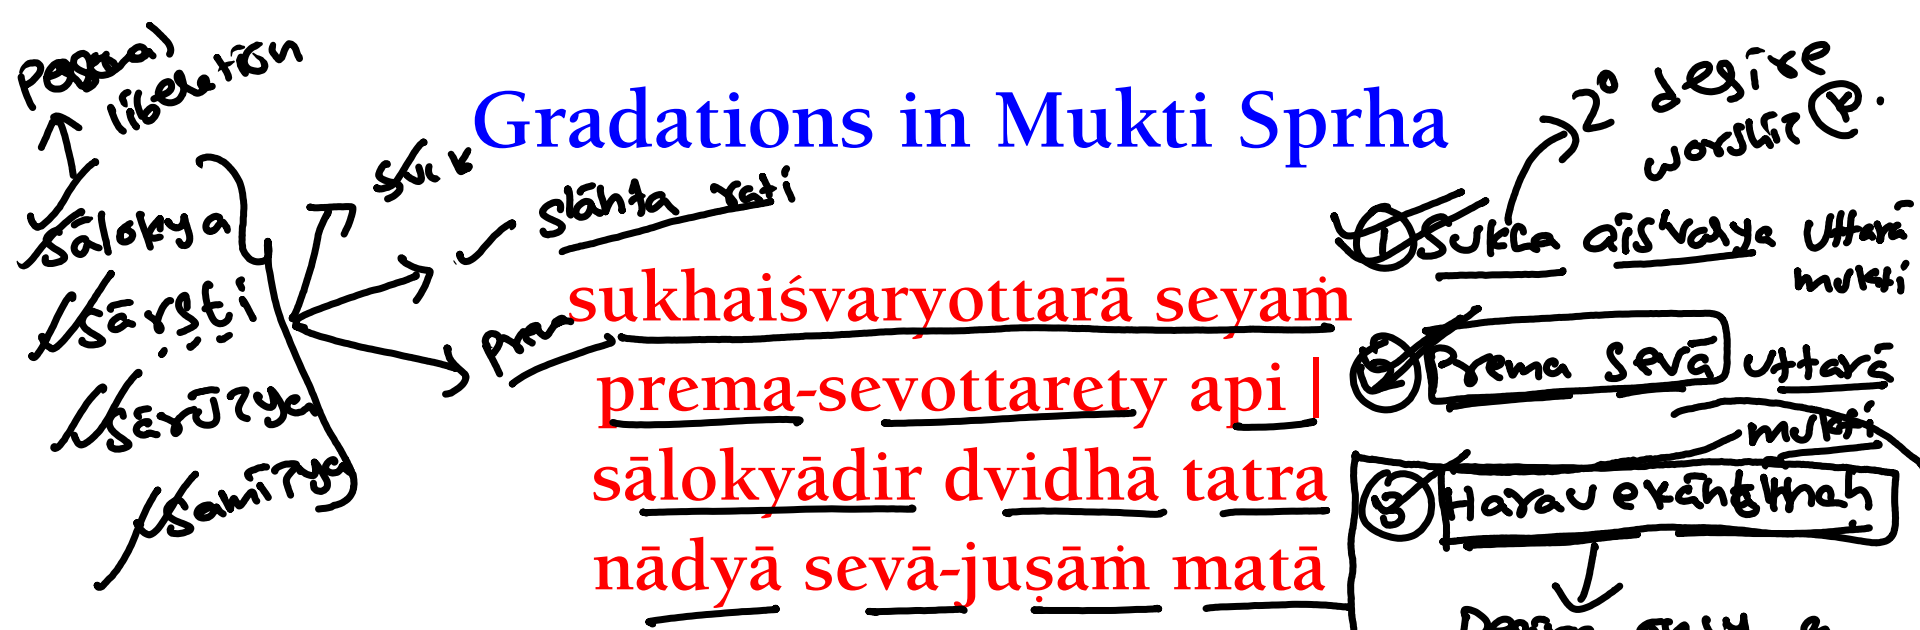 Personal
liberation
Gradations in Mukti Sprha
2° desire
worship
sālokya
sārṣṭi
sārūpya
samīpya
śānta rati
prema
sukhaiśvaryottarā seyaṁ
prema-sevottarety api |
sālokyādir dvidhā tatra
nādyā sevā-juṣāṁ matā
1 Sukha aiśvarya uttarā
mukti
2 Prema sevā uttarā
mukti
3 Harau ekāntinah